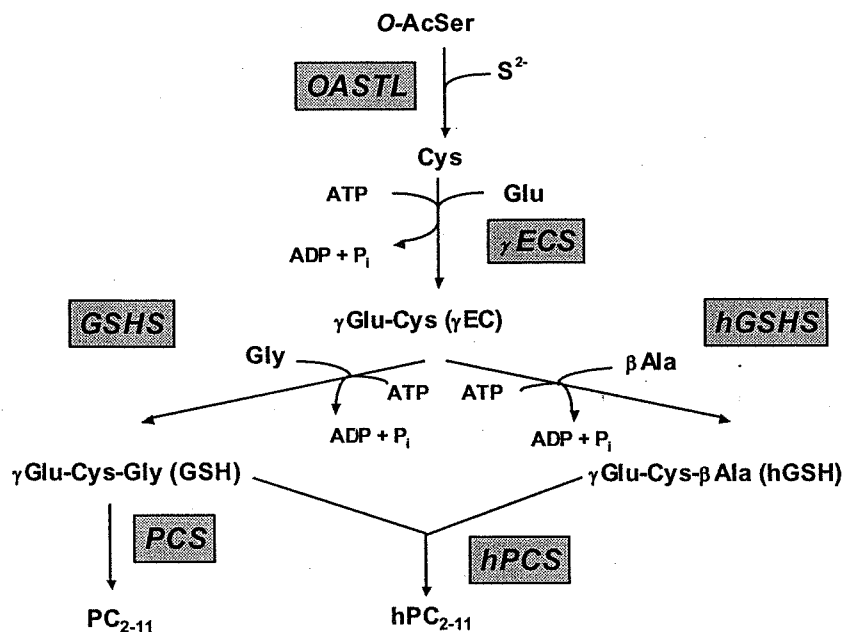 O-AcSer
OASTL
S²⁻
Cys
ATP
Glu
ADP + Pᵢ
γECS
GSHS
γGlu-Cys (γEC)
hGSHS
Gly
ATP
ATP
βAla
ADP + Pᵢ
ADP + Pᵢ
γGlu-Cys-Gly (GSH)
γGlu-Cys-βAla (hGSH)
PCS
hPCS
PC₂₋₁₁
hPC₂₋₁₁